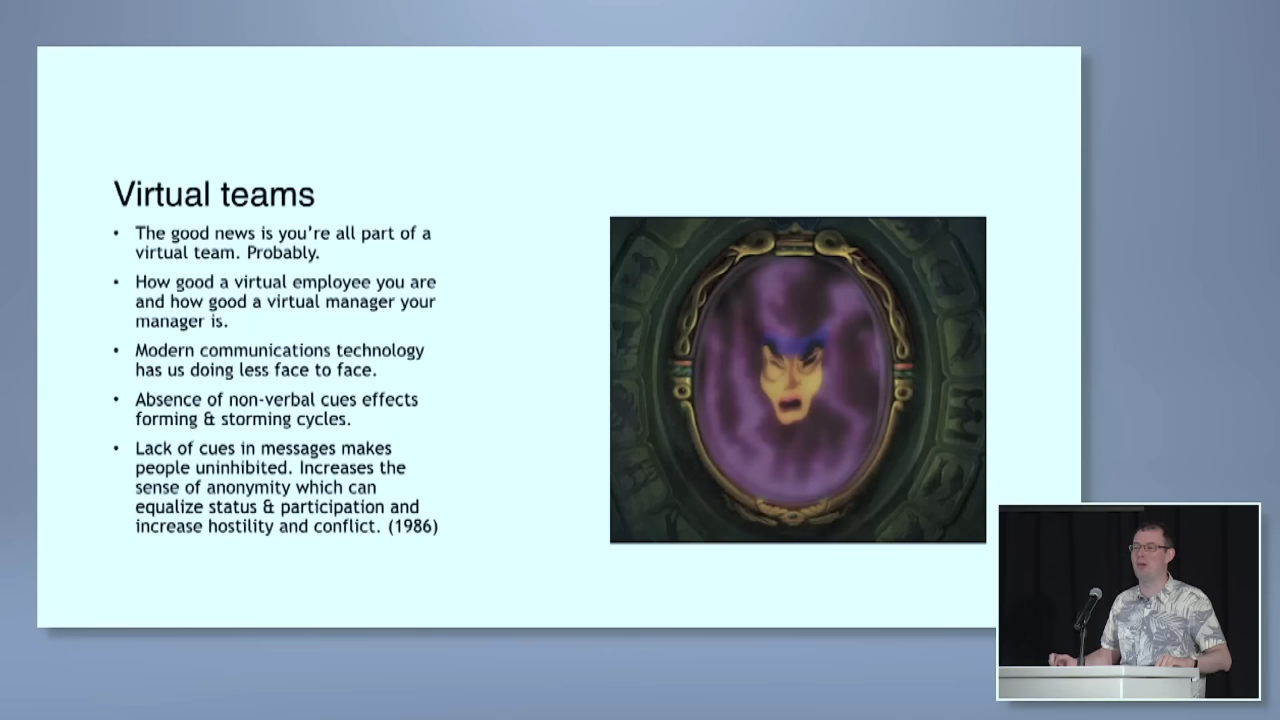 Virtual teams
• The good news is you're all part of a
virtual team. Probably.
• How good a virtual employee you are
and how good a virtual manager your
manager is.
• Modern communications technology
has us doing less face to face.
• Absence of non-verbal cues effects
forming & storming cycles.
• Lack of cues in messages makes
people uninhibited. Increases the
sense of anonymity which can
equalize status & participation and
increase hostility and conflict. (1986)